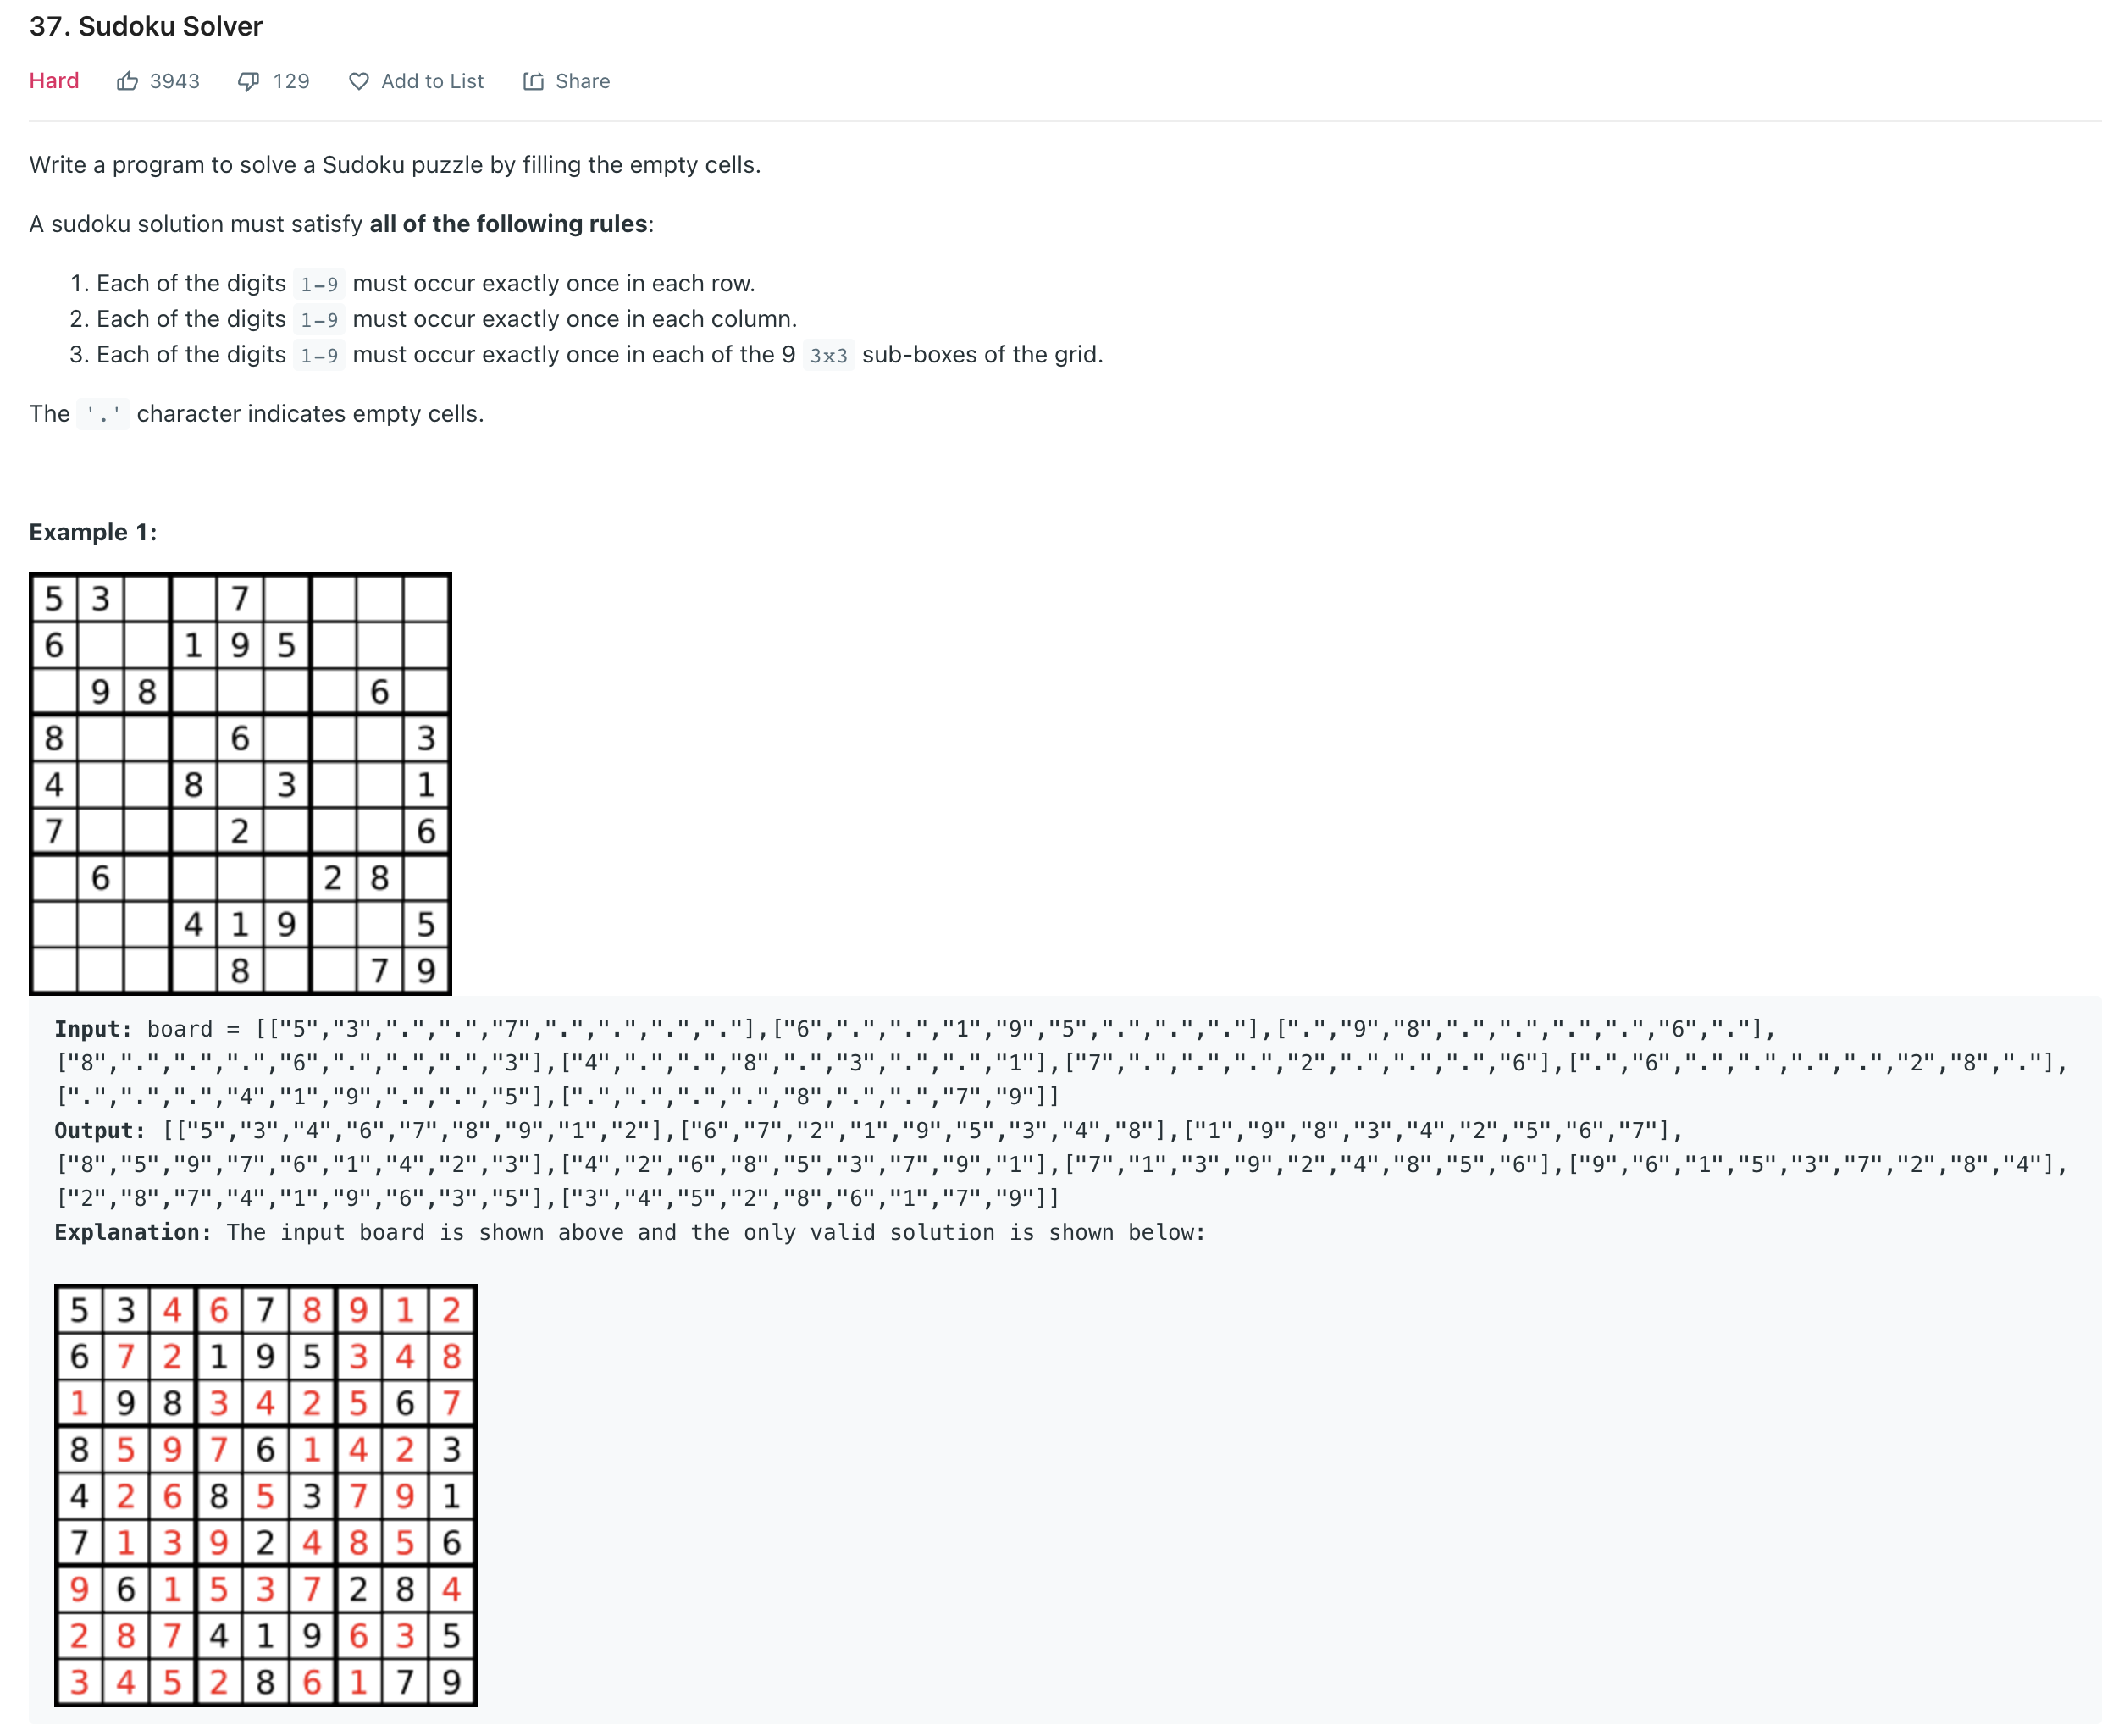 37. Sudoku Solver
Hard 3943 129 Add to List Share
Write a program to solve a Sudoku puzzle by filling the empty cells.
A sudoku solution must satisfy all of the following rules:
1. Each of the digits 1-9 must occur exactly once in each row.
2. Each of the digits 1-9 must occur exactly once in each column.
3. Each of the digits 1-9 must occur exactly once in each of the 9 3x3 sub-boxes of the grid.
The '.' character indicates empty cells.
Example 1:
5 3 7
6 1 9 5
9 8 6
8 6 3
4 8 3 1
7 2 6
6 2 8
4 1 9 5
8 7 9
Input: board = [["5","3",".",".","7",".",".",".","."],["6",".",".","1","9","5",".",".","."],[".","9","8",".",".",".",".","6","."],
["8",".",".",".","6",".",".",".","3"],["4",".",".","8",".","3",".",".","1"],["7",".",".",".","2",".",".",".","6"],[".","6",".",".",".",".","2","8","."],
[".",".",".","4","1","9",".",".","5"],[".",".",".",".","8",".",".","7","9"]]
Output: [["5","3","4","6","7","8","9","1","2"],["6","7","2","1","9","5","3","4","8"],["1","9","8","3","4","2","5","6","7"],
["8","5","9","7","6","1","4","2","3"],["4","2","6","8","5","3","7","9","1"],["7","1","3","9","2","4","8","5","6"],["9","6","1","5","3","7","2","8","4"],
["2","8","7","4","1","9","6","3","5"],["3","4","5","2","8","6","1","7","9"]]
Explanation: The input board is shown above and the only valid solution is shown below:
5 3 4 6 7 8 9 1 2
6 7 2 1 9 5 3 4 8
1 9 8 3 4 2 5 6 7
8 5 9 7 6 1 4 2 3
4 2 6 8 5 3 7 9 1
7 1 3 9 2 4 8 5 6
9 6 1 5 3 7 2 8 4
2 8 7 4 1 9 6 3 5
3 4 5 2 8 6 1 7 9